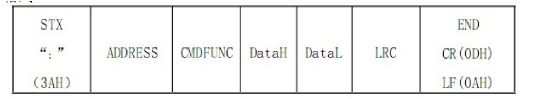 STX
“: ”
(3AH)
ADDRESS
CMDFUNC
DataH
DataL
LRC
END
CR(0DH)
LF(0AH)